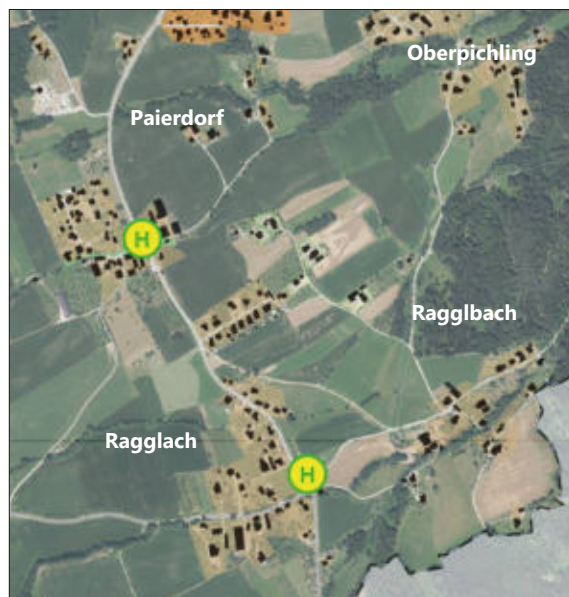 Oberpichling
Paierdorf
H
Ragglbach
Ragglach
H